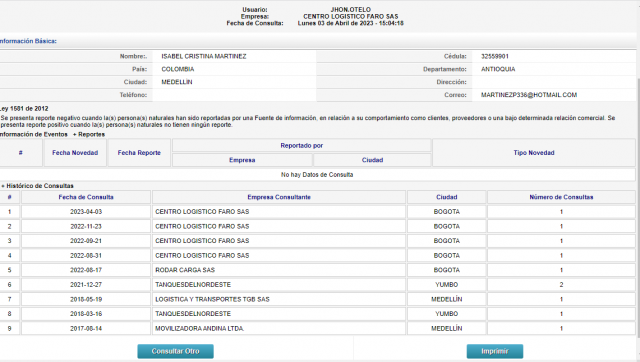 Usuario: JHON.OTELO
Empresa: CENTRO LOGISTICO FARO SAS
Fecha de Consulta: Lunes 03 de Abril de 2023 - 15:04:18
nformación Básica:
Nombre:. ISABEL CRISTINA MARTINEZ Cédula: 32559901
País: COLOMBIA Departamento: ANTIOQUIA
Ciudad: MEDELLÍN Dirección:
Teléfono: Correo: MARTINEZP336@HOTMAIL.COM
Ley 1581 de 2012
Se presenta reporte negativo cuando la(s) persona(s) naturales han sido reportadas por una Fuente de información, en relación a su comportamiento como clientes, proveedores o una bajo determinada relación comercial. Se
resenta reporte positivo cuando la(s) persona(s) naturales no tienen ningún reporte.
nformación de Eventos + Reportes
# Fecha Novedad Fecha Reporte Reportado por Tipo Novedad
Empresa Ciudad
No hay Datos de Consulta
+ Histórico de Consultas
# Fecha de Consulta Empresa Consultante Ciudad Número de Consultas
1 2023-04-03 CENTRO LOGISTICO FARO SAS BOGOTA 1
2 2022-11-23 CENTRO LOGISTICO FARO SAS BOGOTA 1
3 2022-09-21 CENTRO LOGISTICO FARO SAS BOGOTA 1
4 2022-08-31 CENTRO LOGISTICO FARO SAS BOGOTA 1
5 2022-08-17 RODAR CARGA SAS BOGOTA 1
6 2021-12-27 TANQUESDELNORDESTE YUMBO 2
7 2018-05-19 LOGISTICA Y TRANSPORTES TGB SAS MEDELLÍN 1
8 2018-03-16 TANQUESDELNORDESTE YUMBO 1
9 2017-08-14 MOVILIZADORA ANDINA LTDA. MEDELLÍN 1
Consultar Otro Imprimir